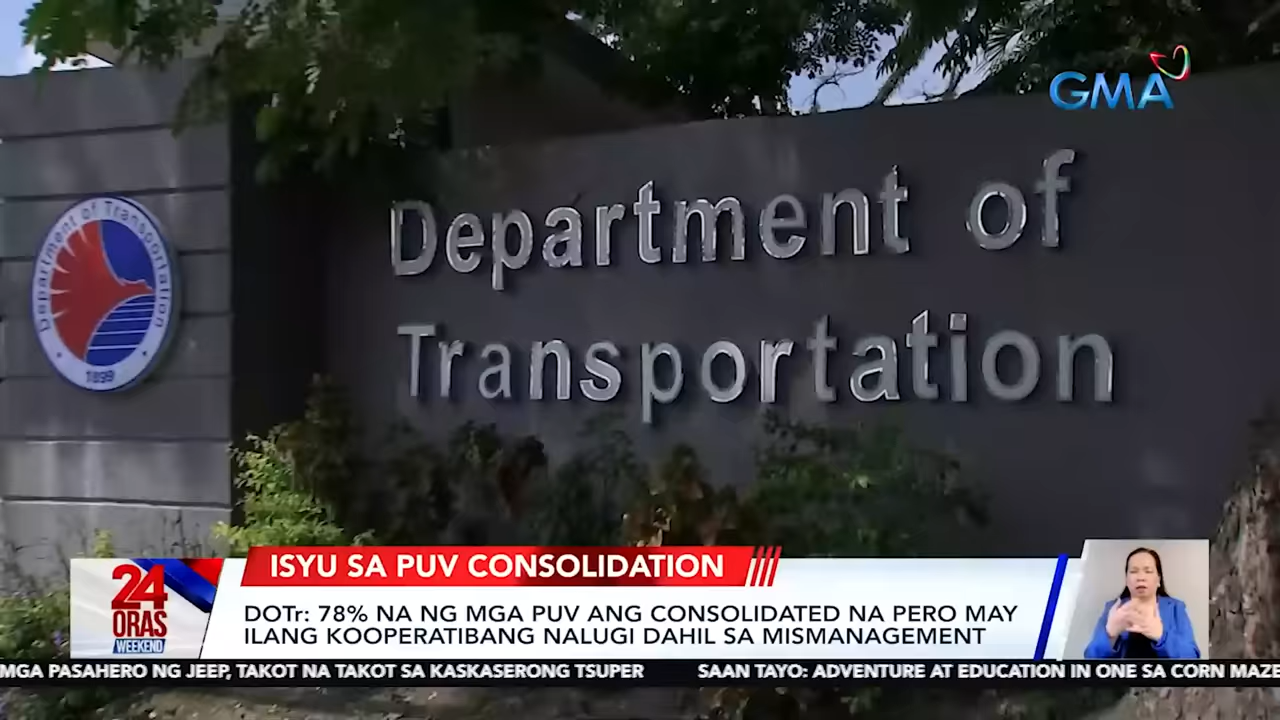 GMA
Department of
Transportation
Department of Transportation
1899
ISYU SA PUV CONSOLIDATION
24
ORAS
WEEKEND
DOTr: 78% NA NG MGA PUV ANG CONSOLIDATED NA PERO MAY
ILANG KOOPERATIBANG NALUGI DAHIL SA MISMANAGEMENT
MGA PASAHERO NG JEEP, TAKOT NA TAKOT SA KASKASERONG TSUPER
SAAN TAYO: ADVENTURE AT EDUCATION IN ONE SA CORN MAZE